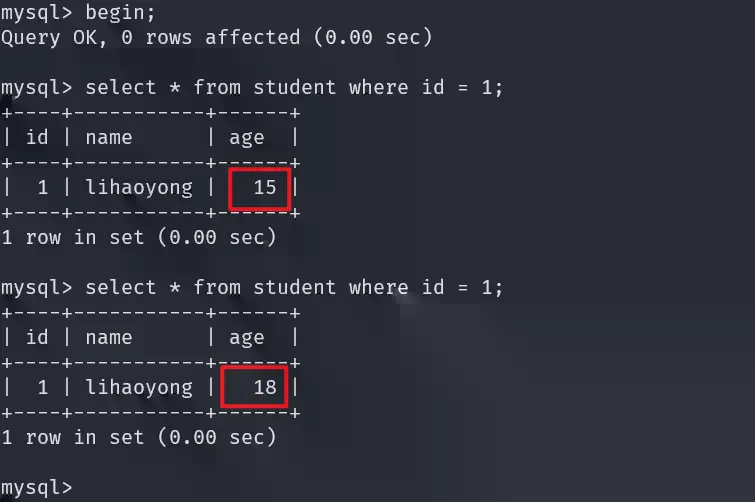 mysql> begin;
Query OK, 0 rows affected (0.00 sec)

mysql> select * from student where id = 1;
+----+-----------+------+
| id | name      | age  |
+----+-----------+------+
|  1 | lihaoyong |   15 |
+----+-----------+------+
1 row in set (0.00 sec)

mysql> select * from student where id = 1;
+----+-----------+------+
| id | name      | age  |
+----+-----------+------+
|  1 | lihaoyong |   18 |
+----+-----------+------+
1 row in set (0.00 sec)

mysql>